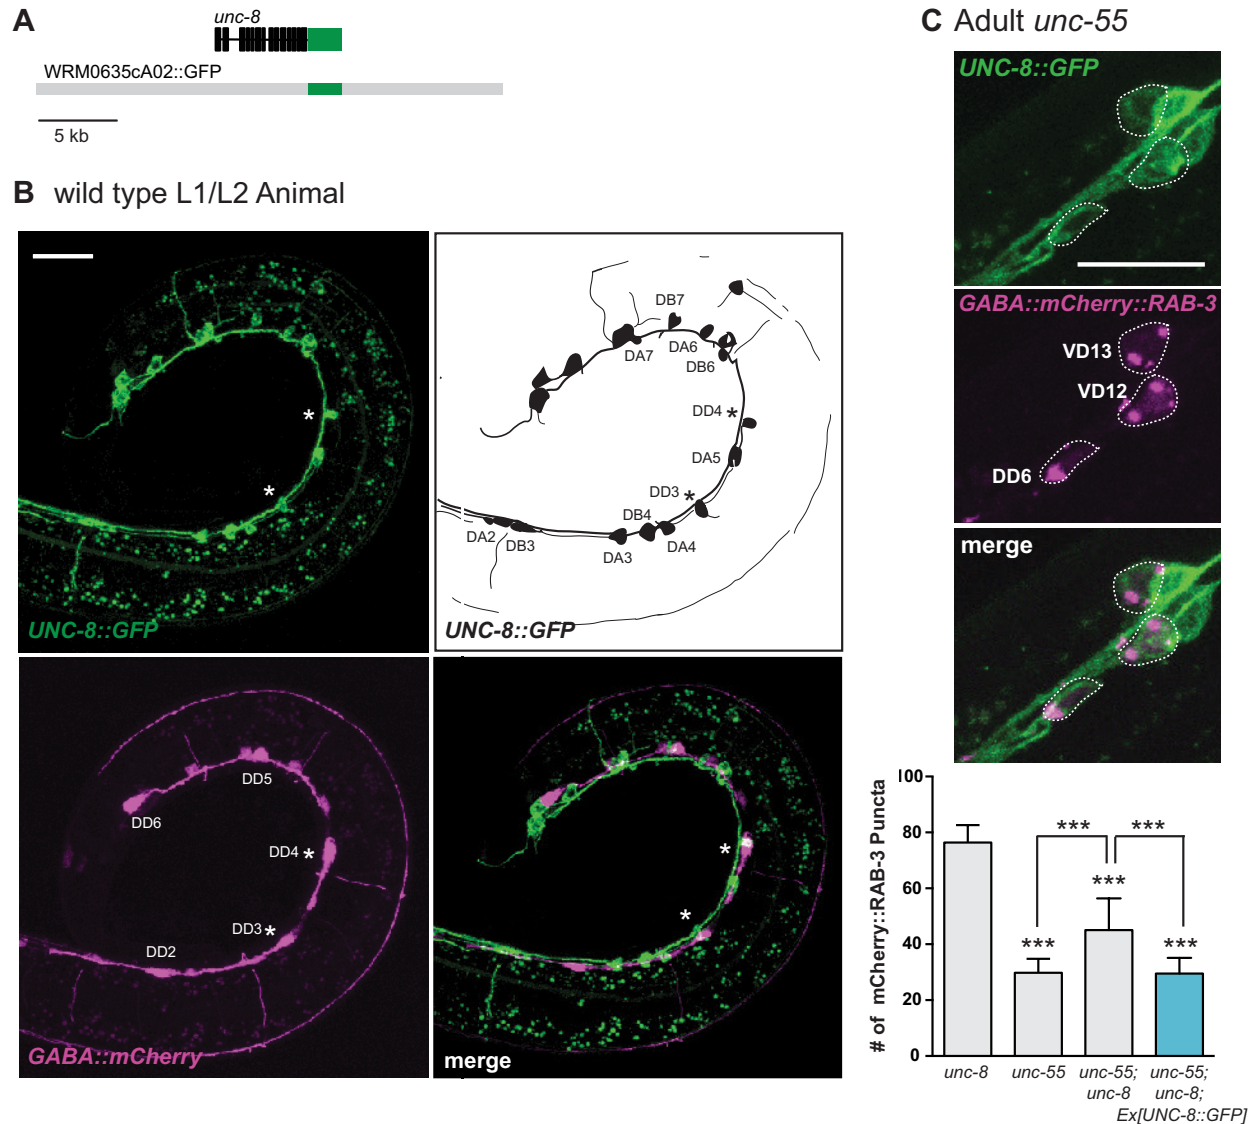 A
unc-8
WRM0635cA02::GFP
5 kb
B wild type L1/L2 Animal
*
*
UNC-8::GFP
DB7
DA7
DA6
DB6
DD4 *
DA5
DD3 *
DB4
DA2
DB3
DA3
DA4
UNC-8::GFP
DD5
DD6
DD4 *
DD3 *
DD2
GABA::mCherry
*
*
merge
C Adult unc-55
UNC-8::GFP
GABA::mCherry::RAB-3
VD13
VD12
DD6
merge
# of mCherry::RAB-3 Puncta
100
80
60
40
20
0
*** ***
***
***
***
unc-8
unc-55
unc-55;
unc-8
unc-55;
unc-8;
Ex[UNC-8::GFP]